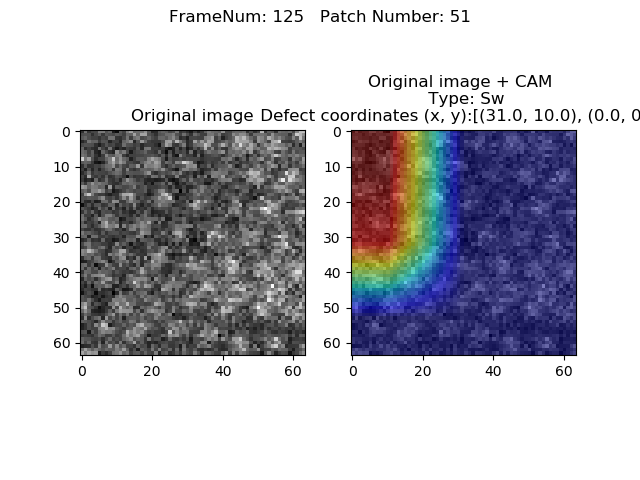 FrameNum: 125   Patch Number: 51
Original image + CAM
Type: Sw
Original image Defect coordinates (x, y):[(31.0, 10.0), (0.0, 0
0
10
20
30
40
50
60
0 20 40 60
0
10
20
30
40
50
60
0 20 40 60